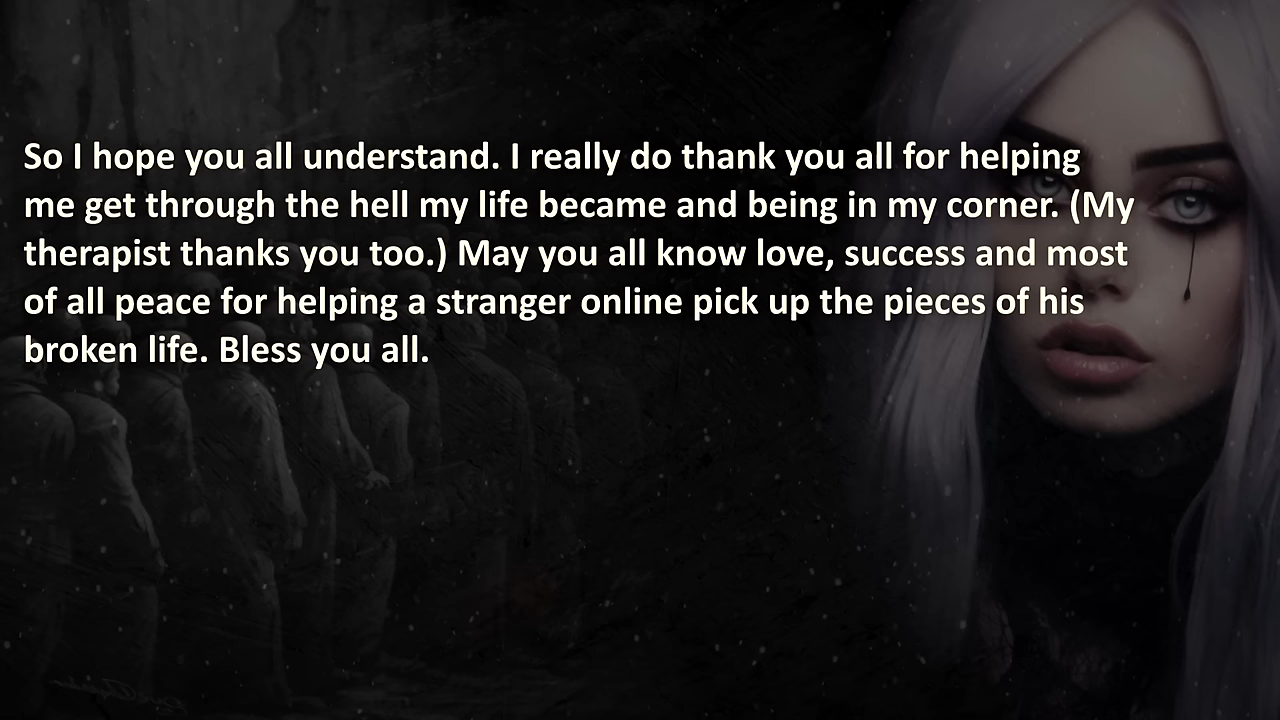 So I hope you all understand. I really do thank you all for helping
me get through the hell my life became and being in my corner. (My
therapist thanks you too.) May you all know love, success and most
of all peace for helping a stranger online pick up the pieces of his
broken life. Bless you all.